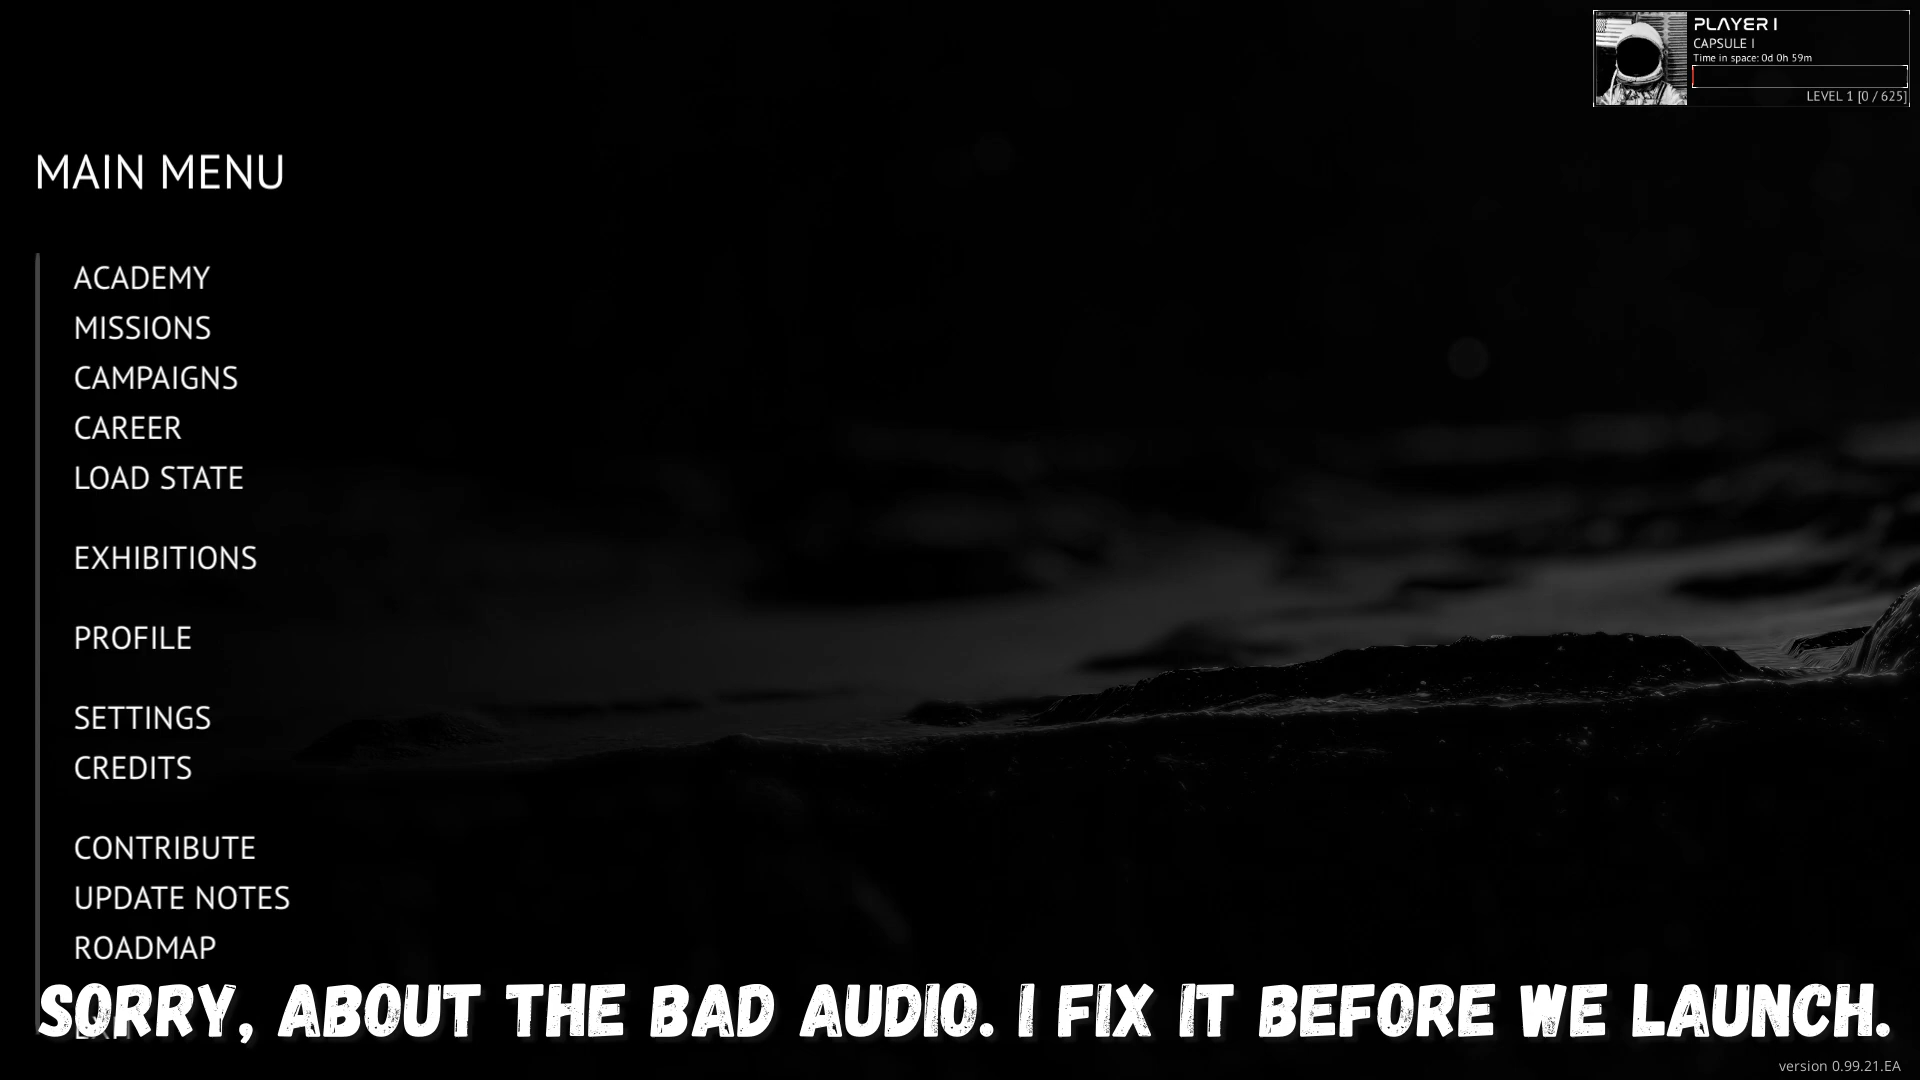 PLAYER I
CAPSULE I
Time in space: 0d 0h 59m
LEVEL 1 [0 / 625]
MAIN MENU
ACADEMY
MISSIONS
CAMPAIGNS
CAREER
LOAD STATE
EXHIBITIONS
PROFILE
SETTINGS
CREDITS
CONTRIBUTE
UPDATE NOTES
ROADMAP
SORRY, ABOUT THE BAD AUDIO. I FIX IT BEFORE WE LAUNCH.
version 0.99.21.EA